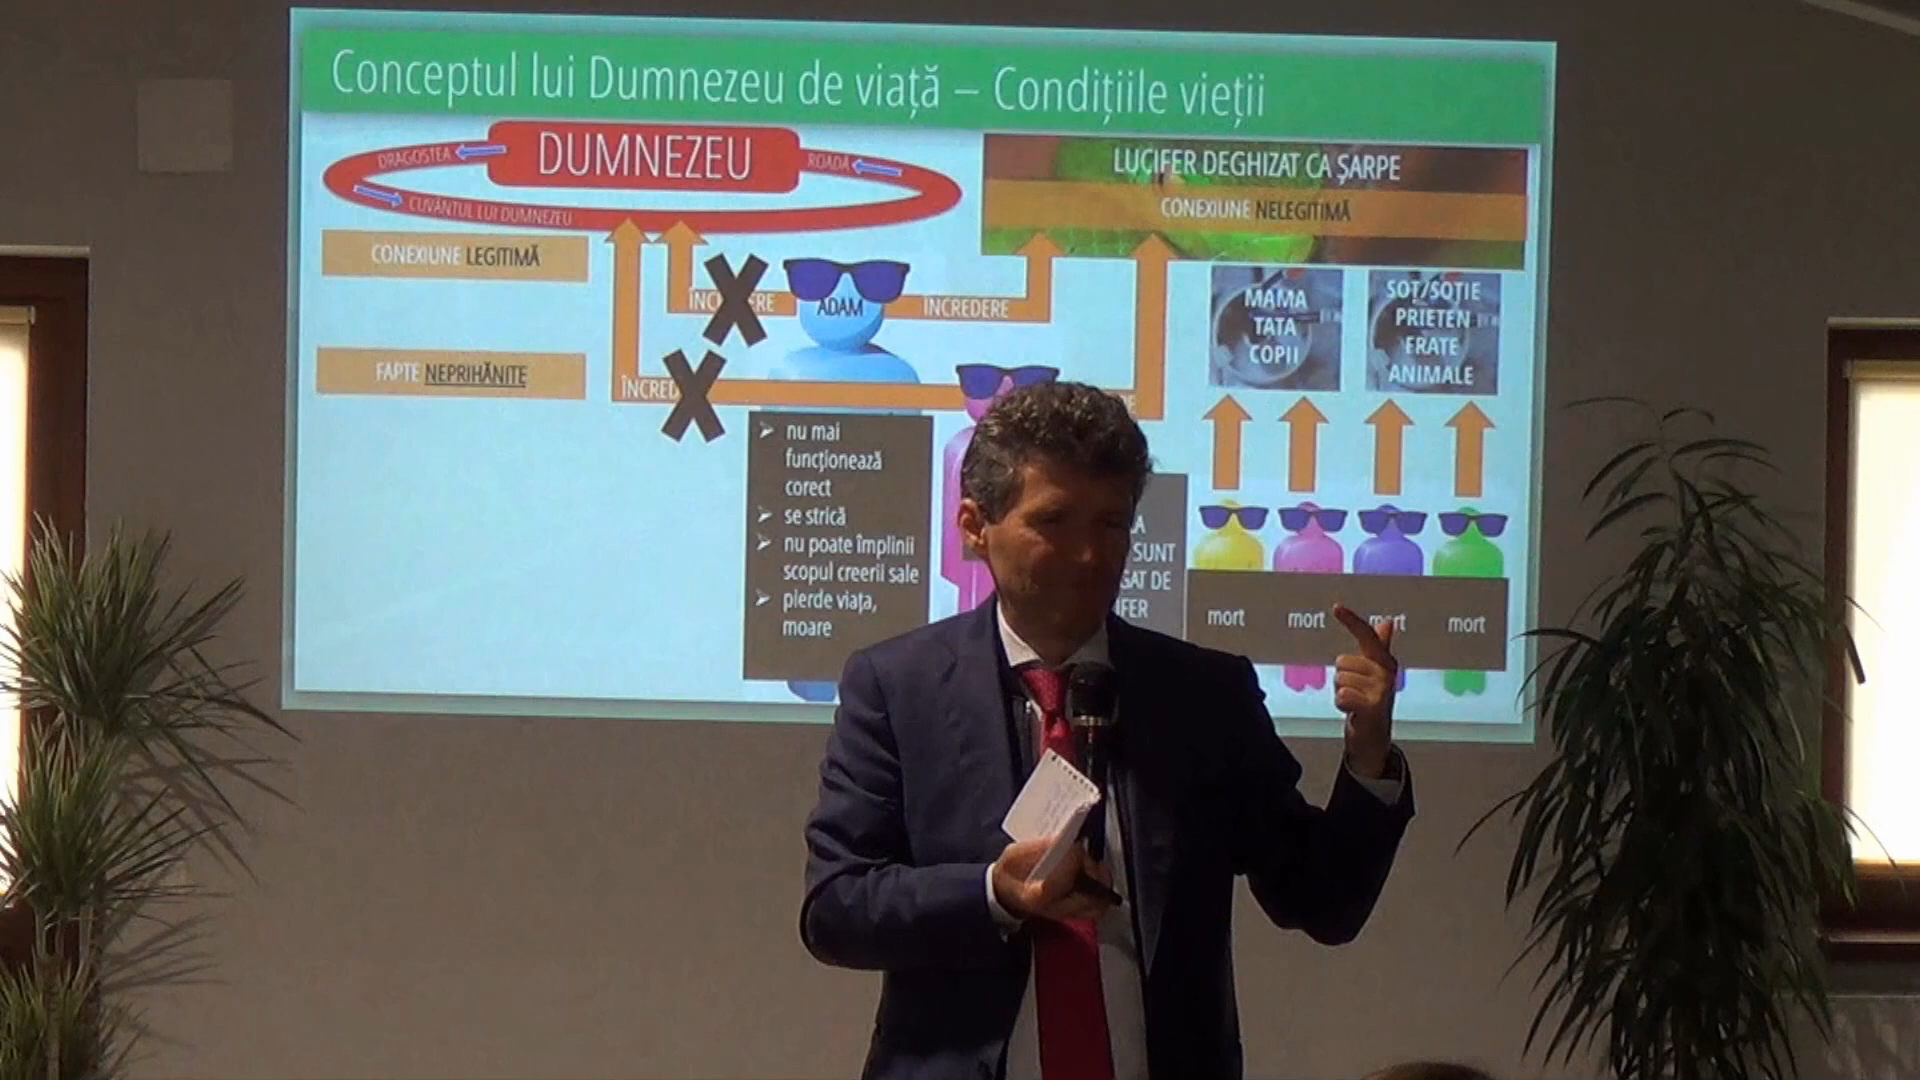 Conceptul lui Dumnezeu de viață – Condițiile vieții
DUMNEZEU
DRAGOSTEA
ROADĂ
CUVÂNTUL LUI DUMNEZEU
LUCIFER DEGHIZAT CA ȘARPE
CONEXIUNE NELEGITIMĂ
CONEXIUNE LEGITIMĂ
ADAM
ÎNCREDERE
FAPTE NEPRIHĂNITE
MAMA
TATA
COPII
SOȚ/SOȚIE
PRIETEN
FRATE
ANIMALE
nu mai
funcționează
corect
se strică
nu poate împlinii
scopul creerii sale
pierde viața,
moare
SUNT
DE
mort
mort
mort
mort